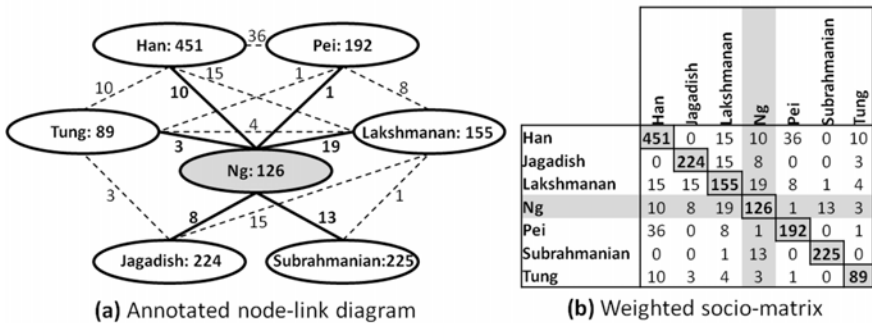 Han: 451
36
Pei: 192
10
15
10
1
1
8
Tung: 89
3
4
19
Lakshmanan: 155
Ng: 126
3
8
15
13
1
Jagadish: 224
Subrahmanian:225
(a) Annotated node-link diagram
Han
Jagadish
Lakshmanan
Ng
Pei
Subrahmanian
Tung
Han 451 0 15 10 36 0 10
Jagadish 0 224 15 8 0 0 3
Lakshmanan 15 15 155 19 8 1 4
Ng 10 8 19 126 1 13 3
Pei 36 0 8 1 192 0 1
Subrahmanian 0 0 1 13 0 225 0
Tung 10 3 4 3 1 0 89
(b) Weighted socio-matrix